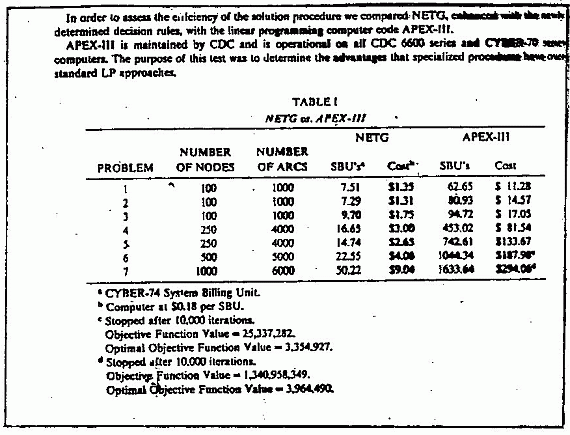 In order to assess the efficiency of the solution procedure we compared NETG, enhanced with the newly
determined decision rules, with the linear programming computer code APEX-III.
APEX-III is maintained by CDC and is operational on all CDC 6600 series and CYBER-70 series
computers. The purpose of this test was to determine the advantages that specialized procedures have over
standard LP approaches.
TABLE I
NETG vs. APEX-III
NETG APEX-III
NUMBER NUMBER
PROBLEM OF NODES OF ARCS SBU's^a Cost^b SBU's Cost
1 100 1000 7.51 $1.35 62.65 $ 11.28
2 100 1000 7.29 $1.31 80.93 $ 14.57
3 100 1000 9.70 $1.75 94.72 $ 17.05
4 250 4000 16.65 $3.00 453.02 $ 81.54
5 250 4000 14.74 $2.65 742.61 $133.67
6 500 5000 22.55 $4.06 1044.34 $187.98^c
7 1000 6000 50.22 $9.04 1633.64 $294.06^d
^a CYBER-74 System Billing Unit.
^b Computer at $0.18 per SBU.
^c Stopped after 10,000 iterations.
Objective Function Value = 25,337,282.
Optimal Objective Function Value = 3,354,927.
^d Stopped after 10,000 iterations.
Objective Function Value = 1,340,958,349.
Optimal Objective Function Value = 3,964,490.